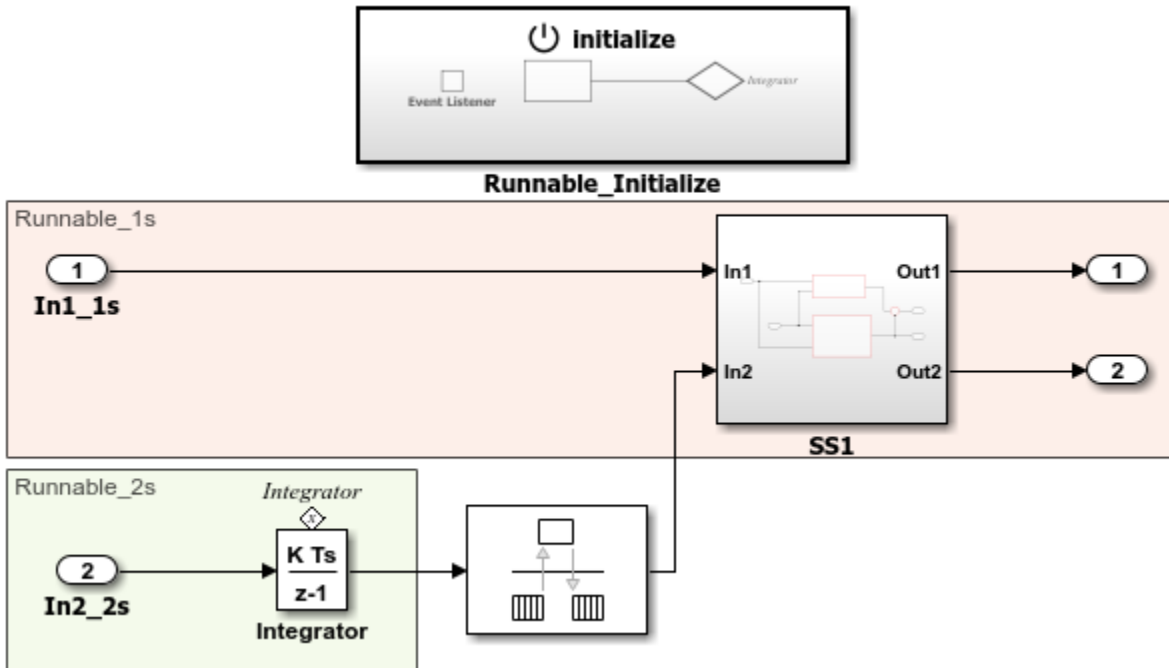 initialize
Event Listener
Integrator
Runnable_Initialize
Runnable_1s
1
In1_1s
In1
Out1
1
In2
Out2
2
SS1
Runnable_2s
Integrator
x
2
In2_2s
K Ts
z-1
Integrator